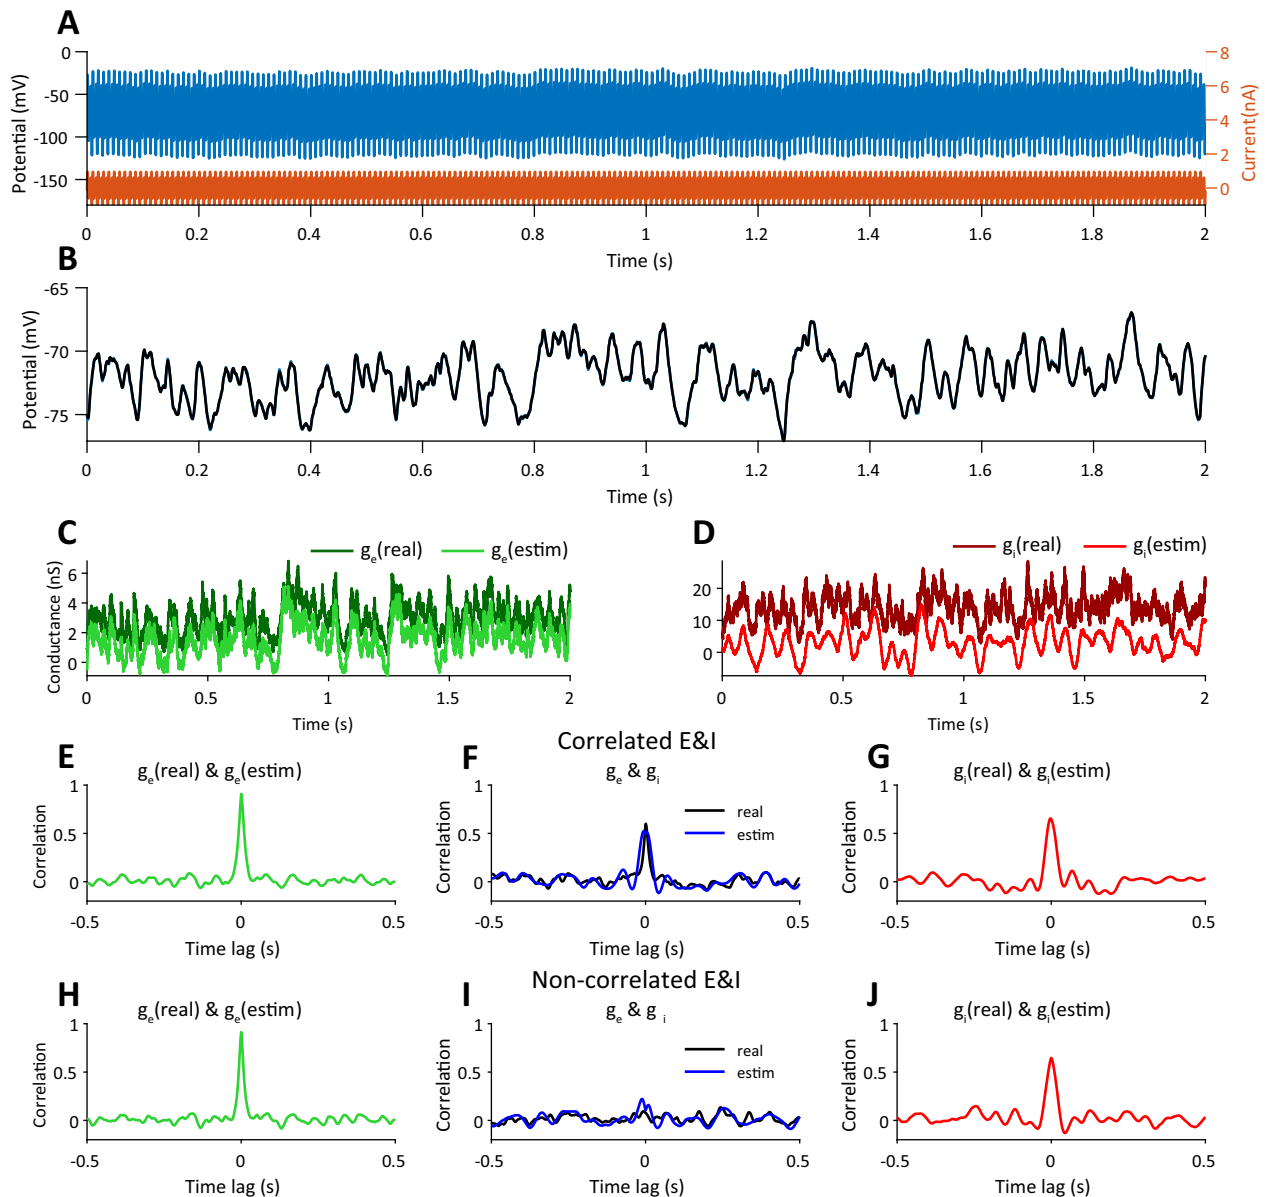 A
0
-50
-100
-150
Potential (mV)
8
6
4
2
0
Current(nA)
0 0.2 0.4 0.6 0.8 1 1.2 1.4 1.6 1.8 2
Time (s)
B
-65
-70
-75
Potential (mV)
0 0.2 0.4 0.6 0.8 1 1.2 1.4 1.6 1.8 2
Time (s)
C
ge(real) ge(estim)
6
4
2
0
Conductance (nS)
0 0.5 1 1.5 2
Time (s)
D
gi(real) gi(estim)
20
10
0
0 0.5 1 1.5 2
Time (s)
Correlated E&I
E
ge(real) & ge(estim)
1
0.5
0
Correlation
-0.5 0 0.5
Time lag (s)
F
ge & gi
real
estim
1
0.5
0
Correlation
-0.5 0 0.5
Time lag (s)
G
gi(real) & gi(estim)
1
0.5
0
Correlation
-0.5 0 0.5
Time lag (s)
Non-correlated E&I
H
ge(real) & ge(estim)
1
0.5
0
Correlation
-0.5 0 0.5
Time lag (s)
I
ge & g i
real
estim
1
0.5
0
Correlation
-0.5 0 0.5
Time lag (s)
J
gi(real) & gi(estim)
1
0.5
0
Correlation
-0.5 0 0.5
Time lag (s)